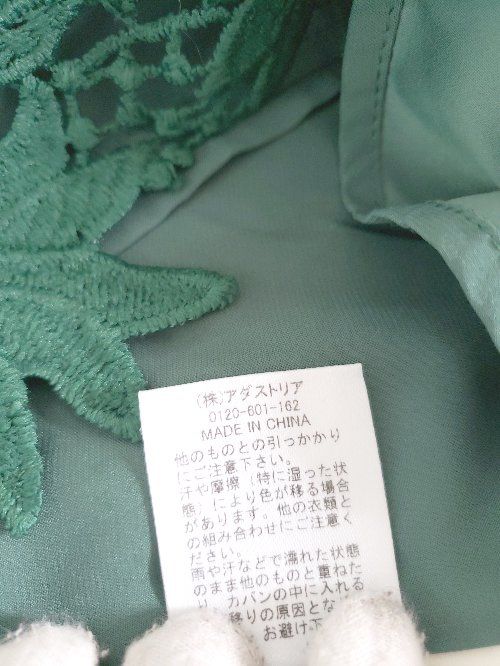 (株)アダストリア
0120-601-162
MADE IN CHINA
他のものとの引っかかり
にご注意下さい。
汗や摩擦(特に湿った状
態)により色が移る場合
があります。他の衣類と
の組み合わせにご注意く
ださい。
雨や汗などで濡れた状態
のまま他のものと重ねた
り、カバンの中に入れる
移りの原因とな
お避け下